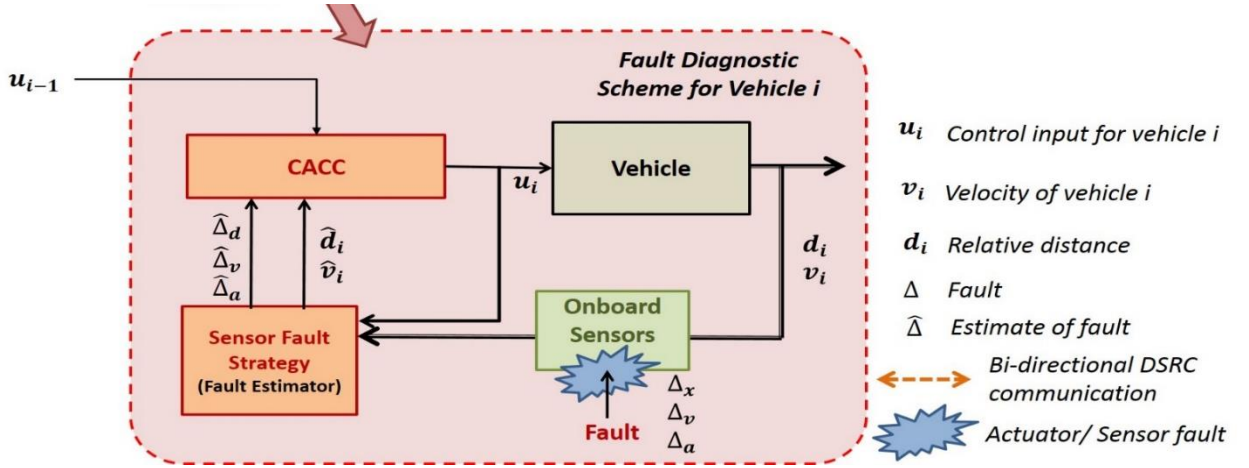 Fault Diagnostic
Scheme for Vehicle i
u_{i-1}
CACC
u_i
Vehicle
Δ̂_d
Δ̂_v
Δ̂_a
d̂_i
v̂_i
d_i
v_i
Sensor Fault
Strategy
(Fault Estimator)
Onboard
Sensors
Fault
Δ_x
Δ_v
Δ_a
u_i Control input for vehicle i
v_i Velocity of vehicle i
d_i Relative distance
Δ Fault
Δ̂ Estimate of fault
Bi-directional DSRC
communication
Actuator/ Sensor fault